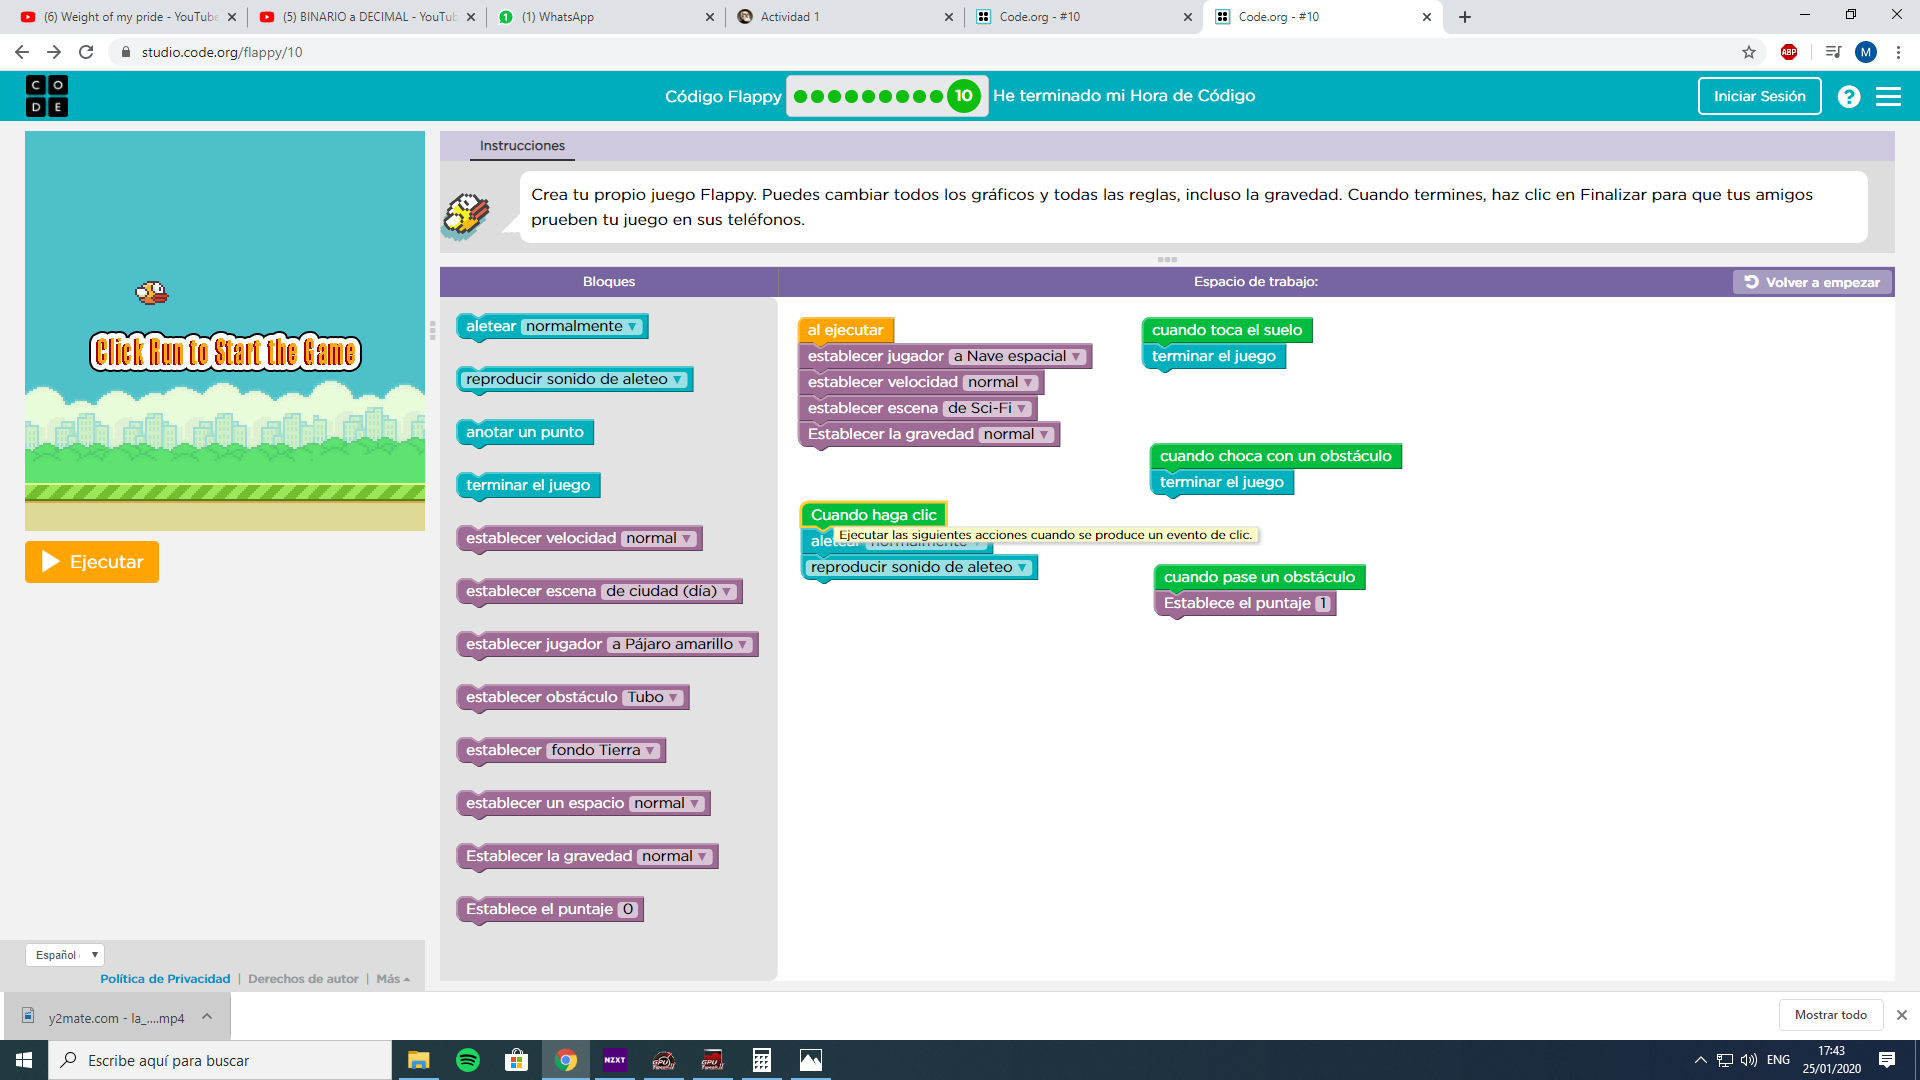 (6) Weight of my pride - YouTube
(5) BINARIO a DECIMAL - YouTub
(1) WhatsApp
Actividad 1
Code.org - #10
Code.org - #10
studio.code.org/flappy/10
ABP
M
C O
D E
Código Flappy
10
He terminado mi Hora de Código
Iniciar Sesión
?
Instrucciones
Crea tu propio juego Flappy. Puedes cambiar todos los gráficos y todas las reglas, incluso la gravedad. Cuando termines, haz clic en Finalizar para que tus amigos
prueben tu juego en sus teléfonos.
Click Run to Start the Game
Ejecutar
Bloques
Espacio de trabajo:
Volver a empezar
aletear normalmente
reproducir sonido de aleteo
anotar un punto
terminar el juego
establecer velocidad normal
establecer escena de ciudad (día)
establecer jugador a Pájaro amarillo
establecer obstáculo Tubo
establecer fondo Tierra
establecer un espacio normal
Establecer la gravedad normal
Establece el puntaje 0
al ejecutar
establecer jugador a Nave espacial
establecer velocidad normal
establecer escena de Sci-Fi
Establecer la gravedad normal
Cuando haga clic
Ejecutar las siguientes acciones cuando se produce un evento de clic.
aletear normalmente
reproducir sonido de aleteo
cuando toca el suelo
terminar el juego
cuando choca con un obstáculo
terminar el juego
cuando pase un obstáculo
Establece el puntaje 1
Español
Política de Privacidad | Derechos de autor | Más
y2mate.com - la_....mp4
Mostrar todo
Escribe aquí para buscar
NZXT
ENG
17:43
25/01/2020